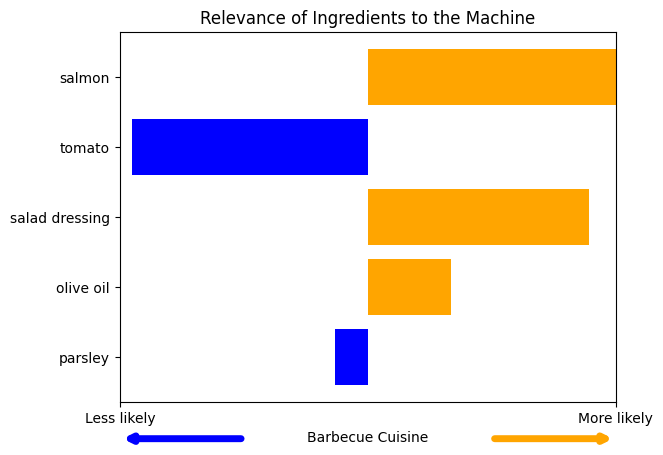 Relevance of Ingredients to the Machine
salmon
tomato
salad dressing
olive oil
parsley
Less likely
More likely
Barbecue Cuisine